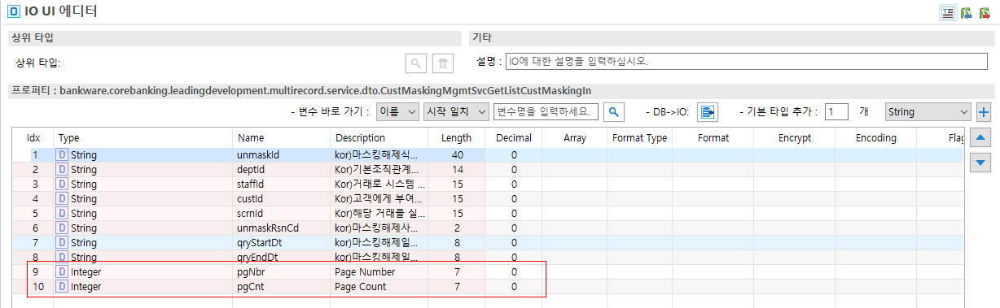 IO UI 에디터
상위 타입
기타
상위 타입:
설명 : IO에 대한 설명을 입력하십시오.
프로퍼티 : bankware.corebanking.leadingdevelopment.multirecord.service.dto.CustMaskingMgmtSvcGetListCustMaskingIn
- 변수 바로 가기 : 이름 시작 일치 변수명을 입력하세요. - DB->IO: - 기본 타입 추가 : 1 개 String
Idx Type Name Description Length Decimal Array Format Type Format Encrypt Encoding Flag
1 D String unmaskId kor)마스킹해제식... 40 0
2 D String deptId Kor)기본조직관계... 14 0
3 D String staffId Kor)거래로 시스템 ... 15 0
4 D String custId Kor)고객에게 부여... 15 0
5 D String scrnId Kor)해당 거래를 실... 15 0
6 D String unmaskRsnCd kor)마스킹해제사... 2 0
7 D String qryStartDt kor)마스킹해제일... 8 0
8 D String qryEndDt kor)마스킹해제일... 8 0
9 D Integer pgNbr Page Number 7 0
10 D Integer pgCnt Page Count 7 0